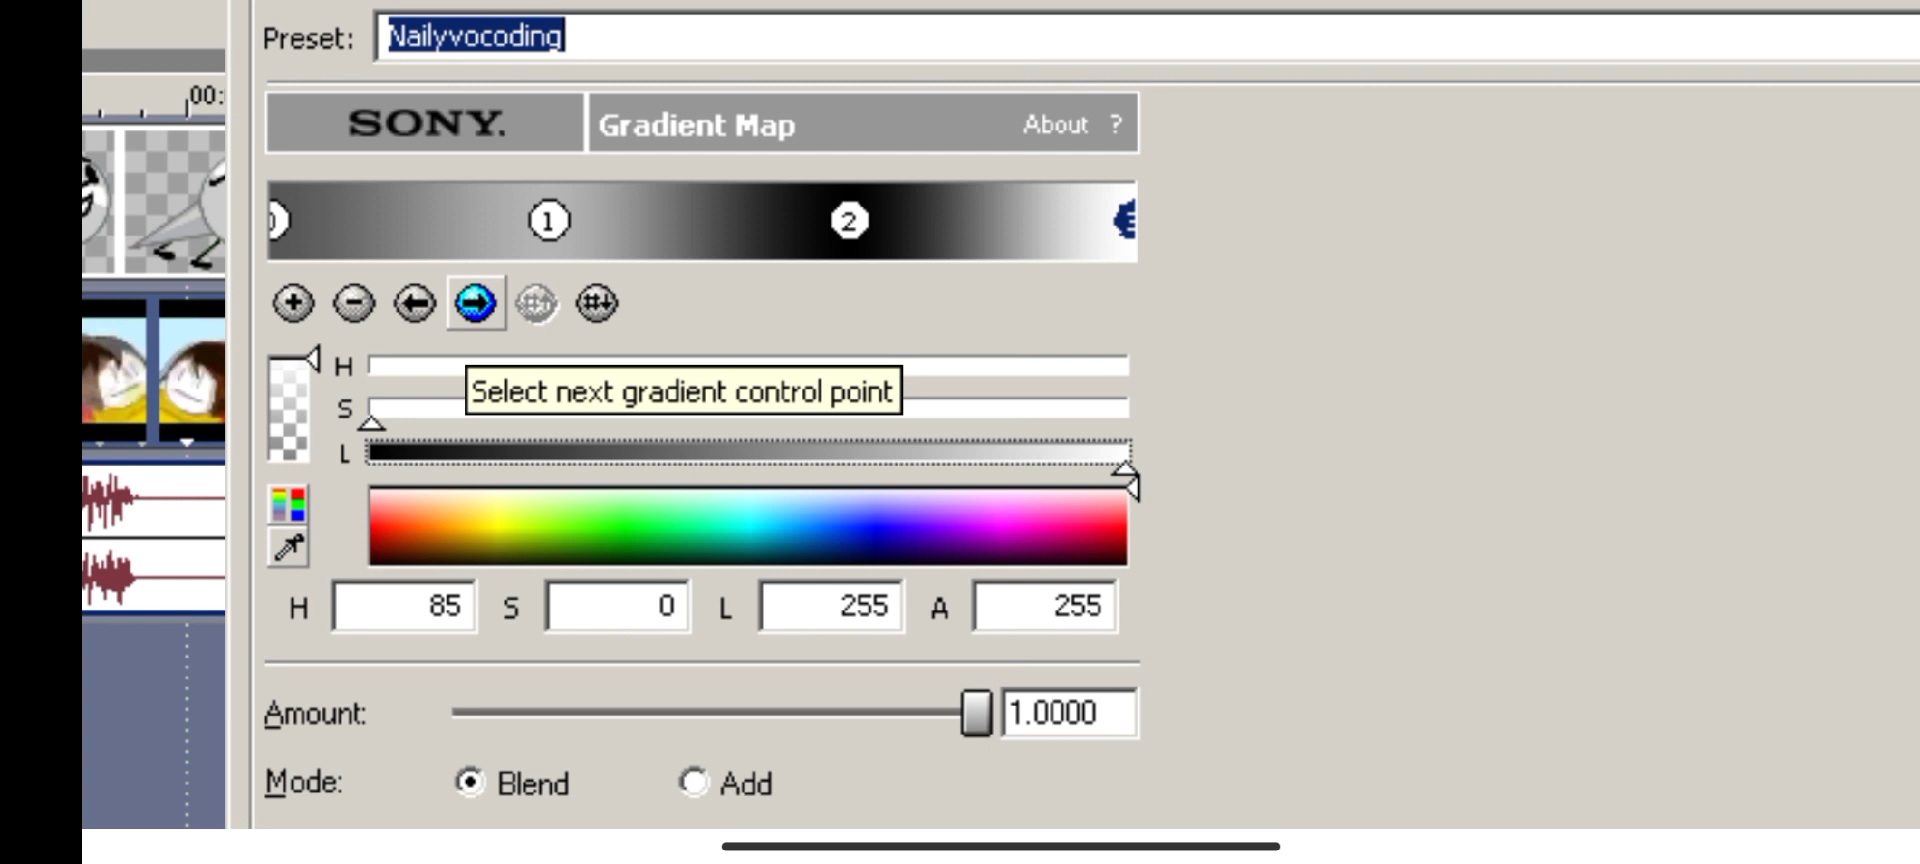 Preset: Nailyvocoding
00:
SONY. Gradient Map About ?
1 2
H
Select next gradient control point
S
L
H 85 S 0 L 255 A 255
Amount: 1.0000
Mode: Blend Add